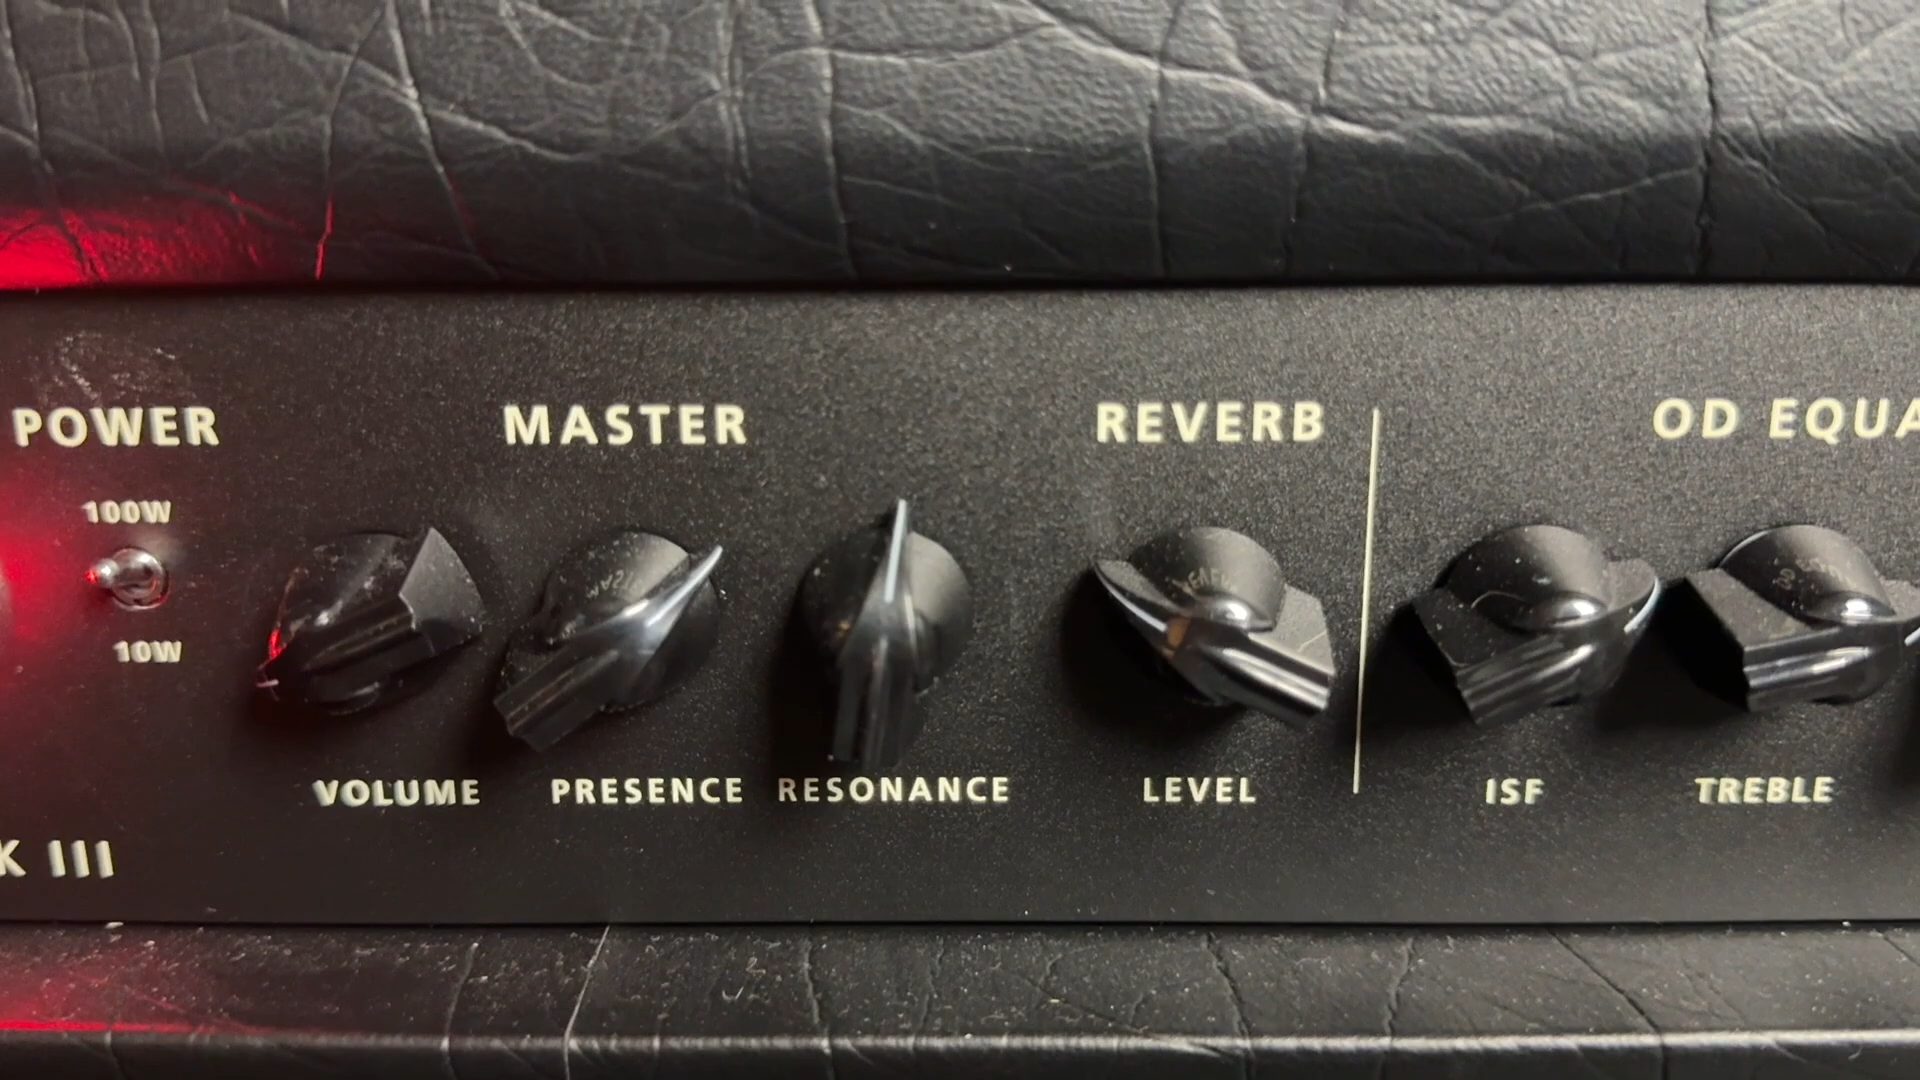 POWER
MASTER
REVERB
OD EQUA
100W
10W
VOLUME
PRESENCE
RESONANCE
LEVEL
ISF
TREBLE
K III